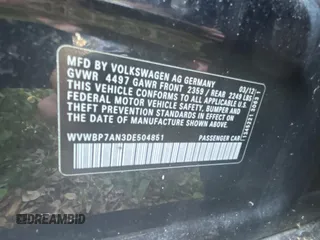 MFD BY VOLKSWAGEN AG GERMANY 03/12
GVWR 4497 GAWR FRONT 2359 / REAR 2249 LBS
THIS VEHICLE CONFORMS TO ALL APPLICABLE
FEDERAL MOTOR VEHICLE SAFETY, BUMPER AND
THEFT PREVENTION STANDARDS IN EFFECT ON
THE DATE OF MANUFACTURE SHOWN ABOVE
WVWBP7AN3DE504851 PASSENGER CAR
DREAMBID